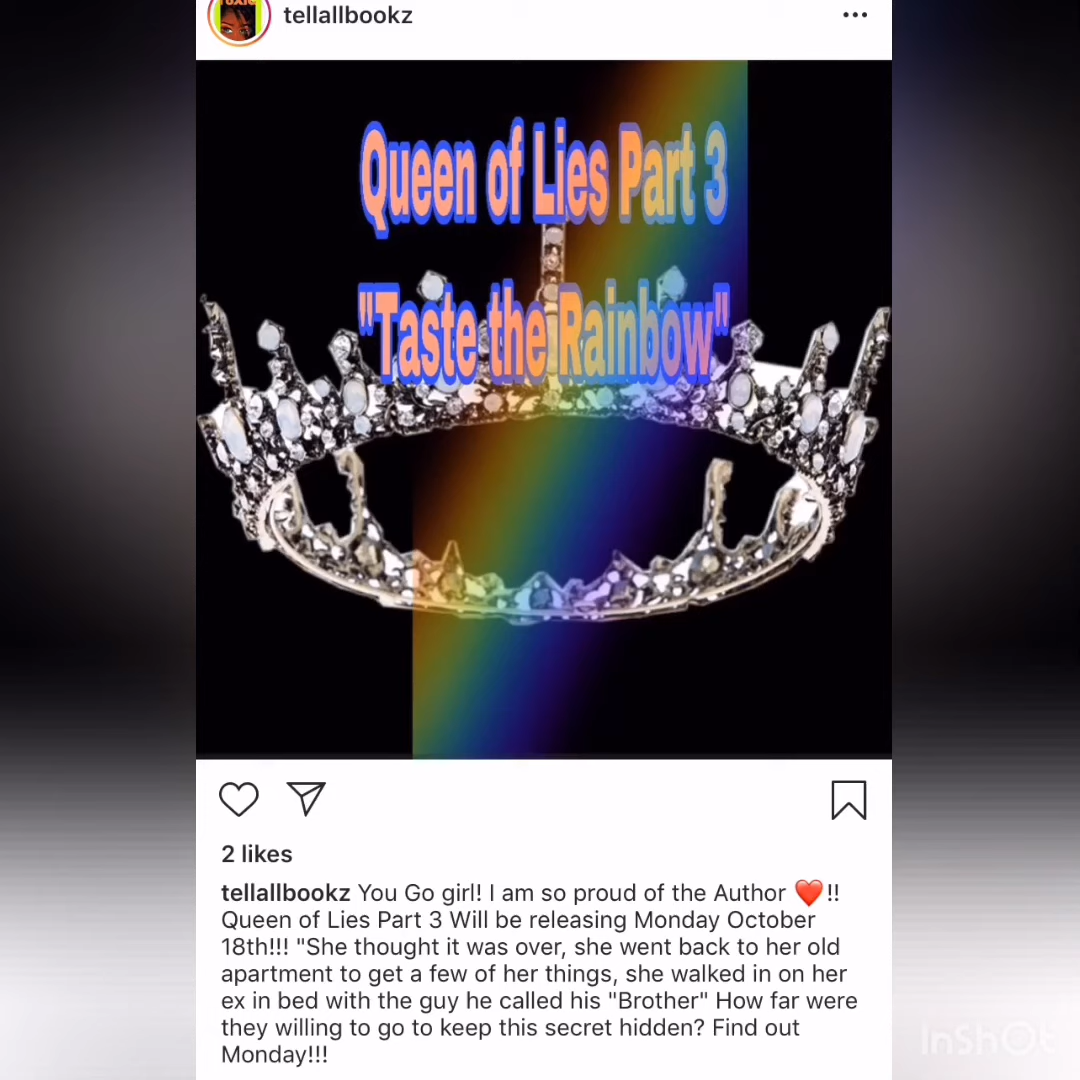 TOXIC
tellallbookz
Queen of Lies Part 3
"Taste the Rainbow"
2 likes
tellallbookz You Go girl! I am so proud of the Author ❤️!!
Queen of Lies Part 3 Will be releasing Monday October
18th!!! "She thought it was over, she went back to her old
apartment to get a few of her things, she walked in on her
ex in bed with the guy he called his "Brother" How far were
they willing to go to keep this secret hidden? Find out
Monday!!!
InShOt